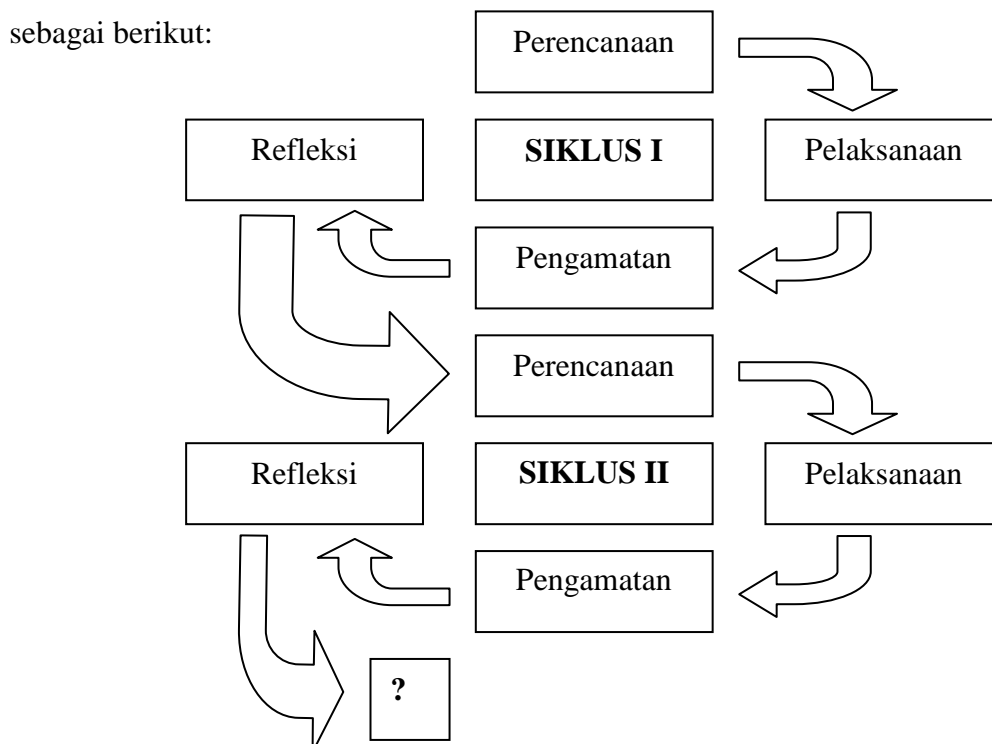 sebagai berikut:
Perencanaan
Refleksi
SIKLUS I
Pelaksanaan
Pengamatan
Perencanaan
Refleksi
SIKLUS II
Pelaksanaan
Pengamatan
?